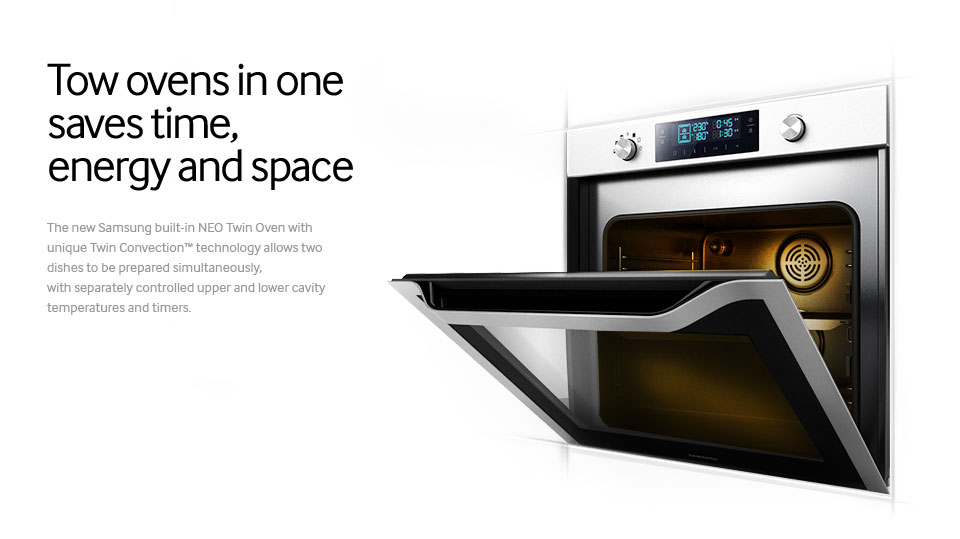 Tow ovens in one
saves time,
energy and space
The new Samsung built-in NEO Twin Oven with
unique Twin Convection™ technology allows two
dishes to be prepared simultaneously,
with separately controlled upper and lower cavity
temperatures and timers.
230° 0:45
180° 1:30